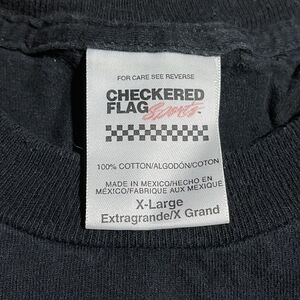 FOR CARE SEE REVERSE
CHECKERED
FLAG Sports
100% COTTON/ALGODÓN/COTON
MADE IN MEXICO/HECHO EN
MÉXICO/FABRIQUE AUX MEXIQUE
X-Large
Extragrande/X Grand